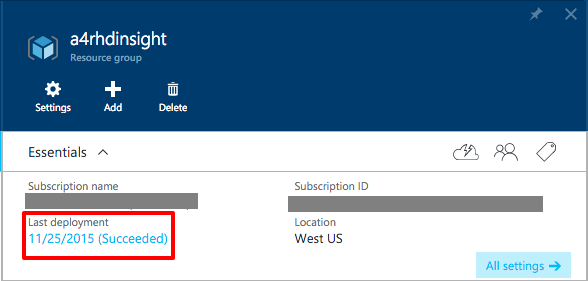 a4rhdinsight
Resource group
Settings
Add
Delete
Essentials
Subscription name
Subscription ID
Last deployment
11/25/2015 (Succeeded)
Location
West US
All settings